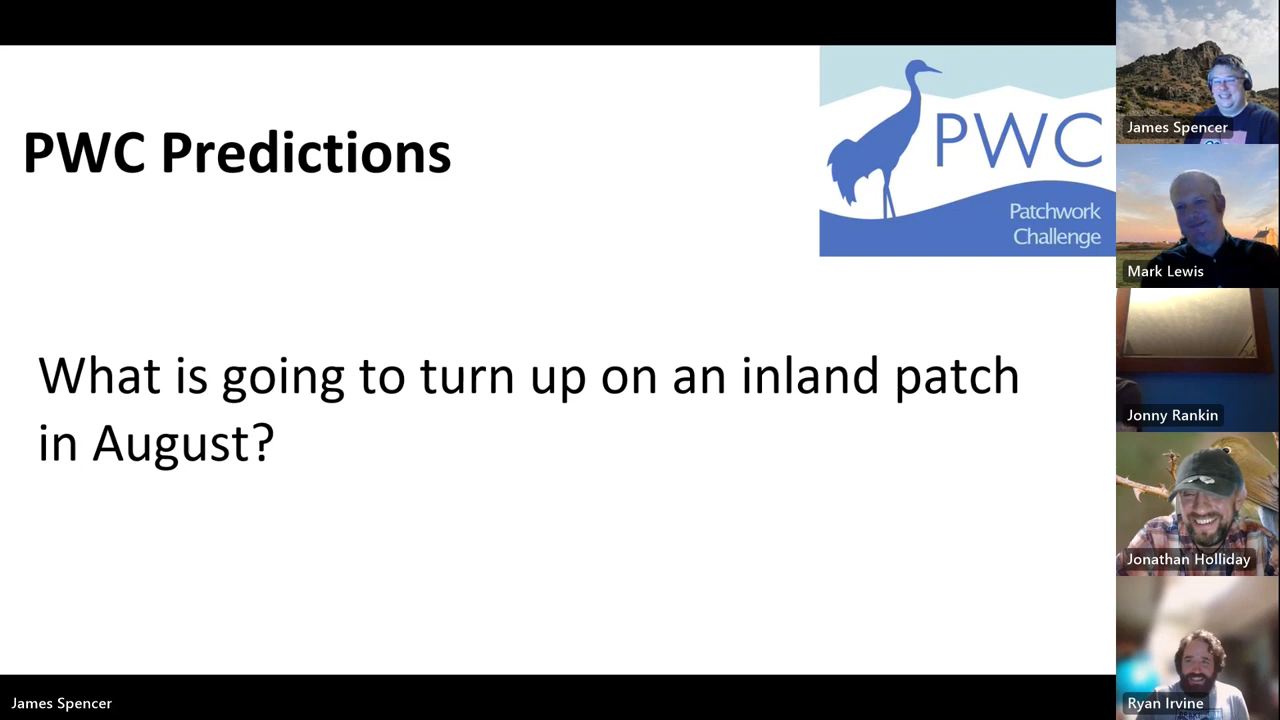 PWC Predictions
PWC
Patchwork
Challenge
What is going to turn up on an inland patch
in August?
James Spencer
Mark Lewis
Jonny Rankin
Jonathan Holliday
Ryan Irvine
James Spencer